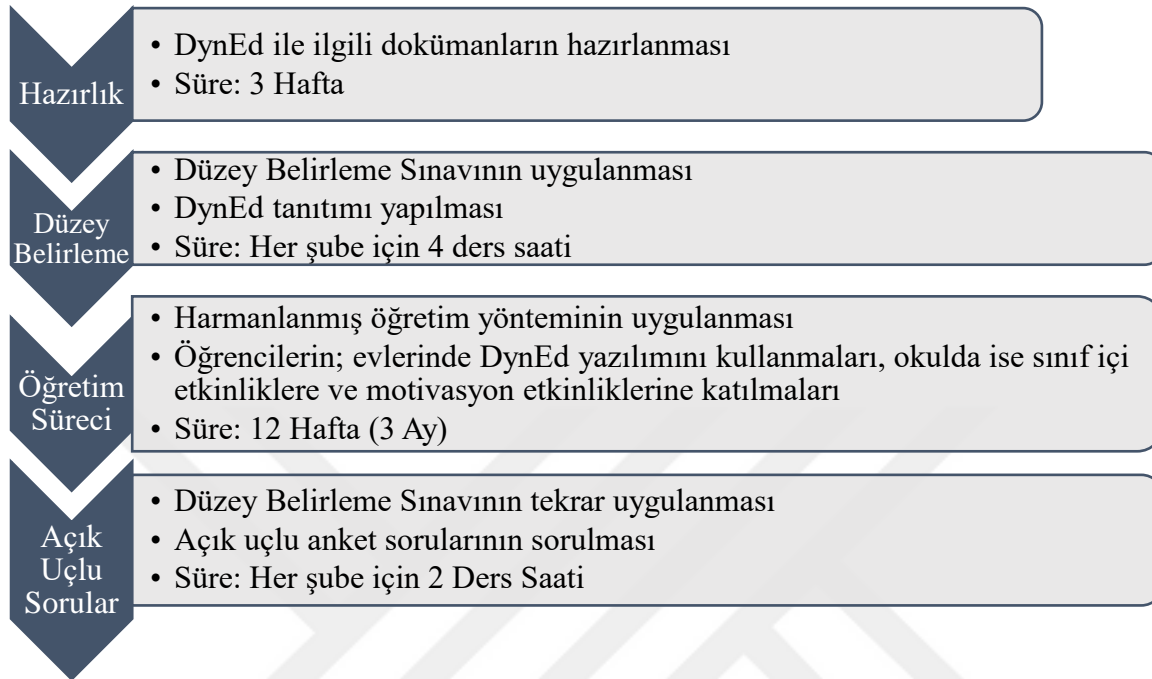 Hazırlık
• DynEd ile ilgili dokümanların hazırlanması
• Süre: 3 Hafta
Düzey
Belirleme
• Düzey Belirleme Sınavının uygulanması
• DynEd tanıtımı yapılması
• Süre: Her şube için 4 ders saati
Öğretim
Süreci
• Harmanlanmış öğretim yönteminin uygulanması
• Öğrencilerin; evlerinde DynEd yazılımını kullanmaları, okulda ise sınıf içi
etkinliklere ve motivasyon etkinliklerine katılmaları
• Süre: 12 Hafta (3 Ay)
Açık
Uçlu
Sorular
• Düzey Belirleme Sınavının tekrar uygulanması
• Açık uçlu anket sorularının sorulması
• Süre: Her şube için 2 Ders Saati